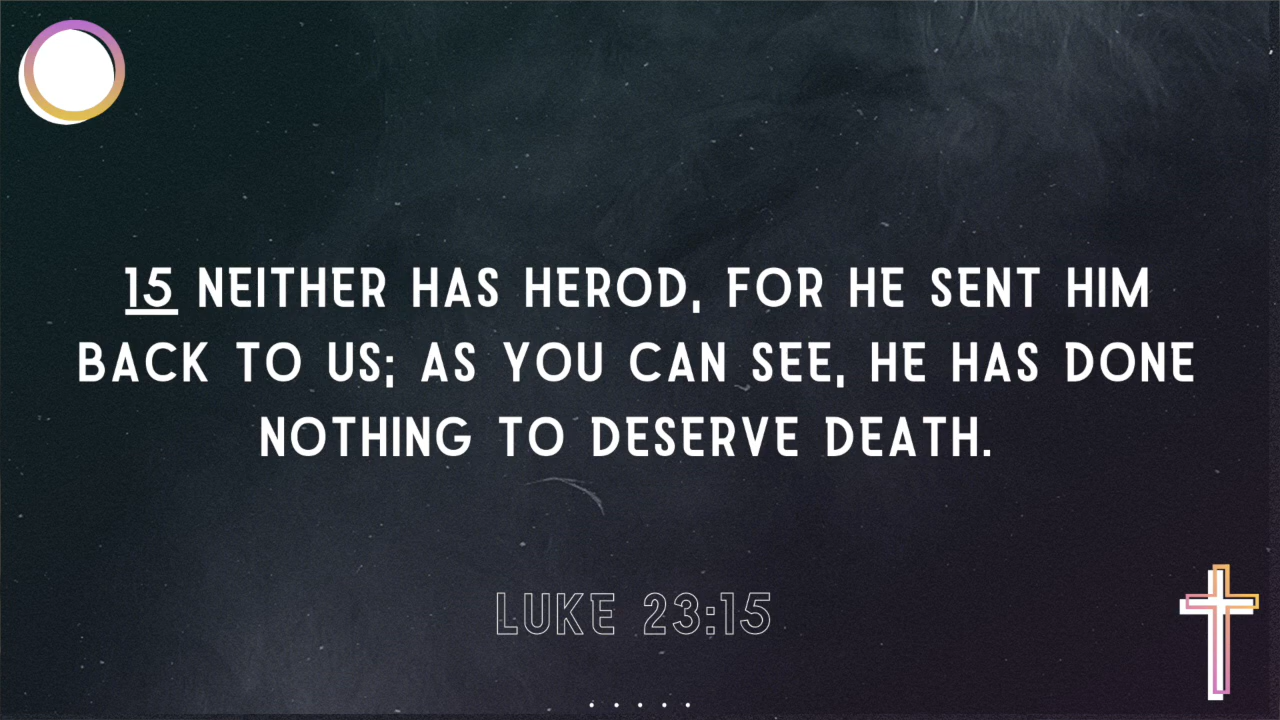 15 NEITHER HAS HEROD, FOR HE SENT HIM
BACK TO US; AS YOU CAN SEE, HE HAS DONE
NOTHING TO DESERVE DEATH.
LUKE 23:15